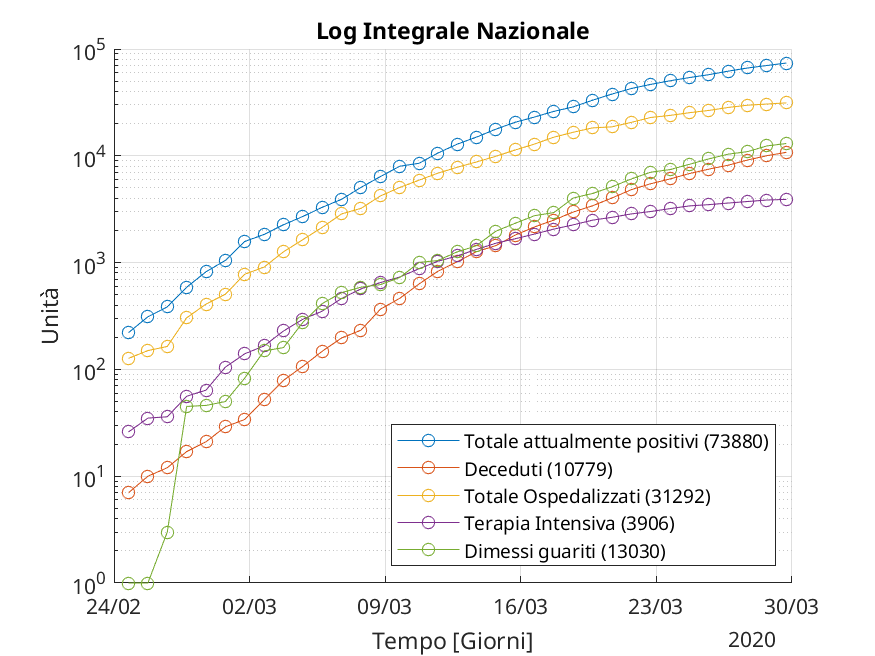 Log Integrale Nazionale
10^5
10^4
10^3
10^2
10^1
10^0
Unità
Totale attualmente positivi (73880)
Deceduti (10779)
Totale Ospedalizzati (31292)
Terapia Intensiva (3906)
Dimessi guariti (13030)
24/02 02/03 09/03 16/03 23/03 30/03
Tempo [Giorni]
2020